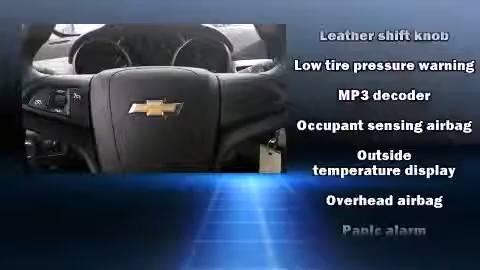 Leather shift knob
Low tire pressure warning
MP3 decoder
Occupant sensing airbag
Outside
temperature display
Overhead airbag
Panic alarm